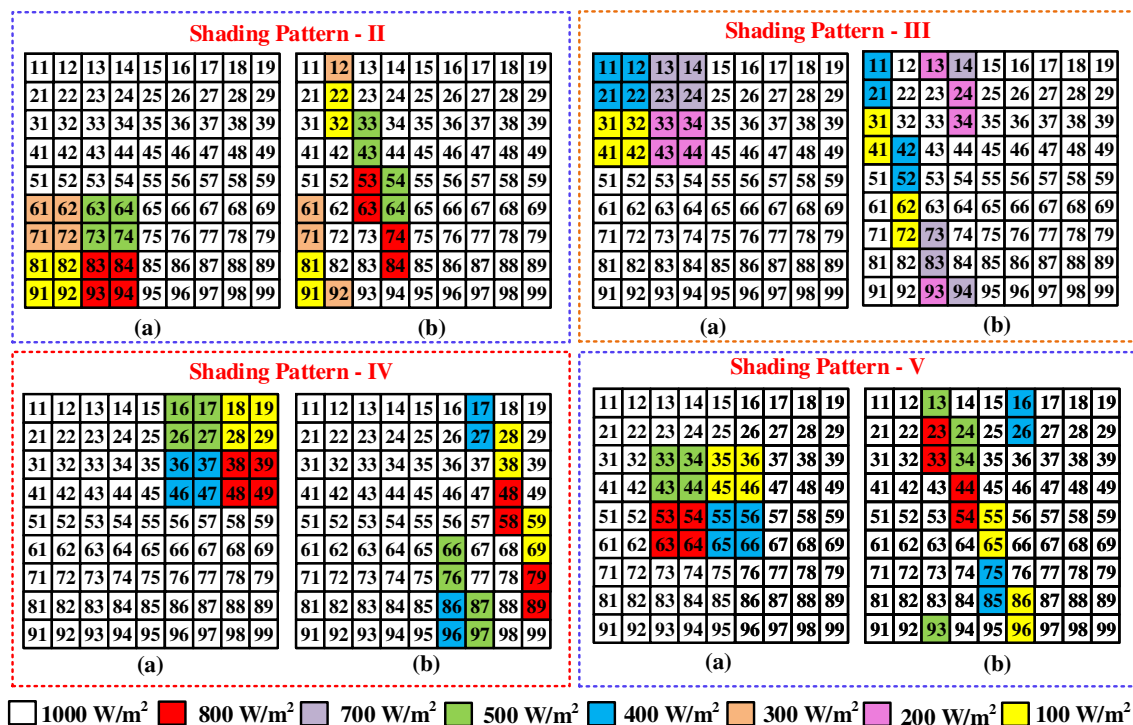 Shading Pattern - II
11 12 13 14 15 16 17 18 19
21 22 23 24 25 26 27 28 29
31 32 33 34 35 36 37 38 39
41 42 43 44 45 46 47 48 49
51 52 53 54 55 56 57 58 59
61 62 63 64 65 66 67 68 69
71 72 73 74 75 76 77 78 79
81 82 83 84 85 86 87 88 89
91 92 93 94 95 96 97 98 99
(a)
11 12 13 14 15 16 17 18 19
21 22 23 24 25 26 27 28 29
31 32 33 34 35 36 37 38 39
41 42 43 44 45 46 47 48 49
51 52 53 54 55 56 57 58 59
61 62 63 64 65 66 67 68 69
71 72 73 74 75 76 77 78 79
81 82 83 84 85 86 87 88 89
91 92 93 94 95 96 97 98 99
(b)
Shading Pattern - III
11 12 13 14 15 16 17 18 19
21 22 23 24 25 26 27 28 29
31 32 33 34 35 36 37 38 39
41 42 43 44 45 46 47 48 49
51 52 53 54 55 56 57 58 59
61 62 63 64 65 66 67 68 69
71 72 73 74 75 76 77 78 79
81 82 83 84 85 86 87 88 89
91 92 93 94 95 96 97 98 99
(a)
11 12 13 14 15 16 17 18 19
21 22 23 24 25 26 27 28 29
31 32 33 34 35 36 37 38 39
41 42 43 44 45 46 47 48 49
51 52 53 54 55 56 57 58 59
61 62 63 64 65 66 67 68 69
71 72 73 74 75 76 77 78 79
81 82 83 84 85 86 87 88 89
91 92 93 94 95 96 97 98 99
(b)
Shading Pattern - IV
11 12 13 14 15 16 17 18 19
21 22 23 24 25 26 27 28 29
31 32 33 34 35 36 37 38 39
41 42 43 44 45 46 47 48 49
51 52 53 54 55 56 57 58 59
61 62 63 64 65 66 67 68 69
71 72 73 74 75 76 77 78 79
81 82 83 84 85 86 87 88 89
91 92 93 94 95 96 97 98 99
(a)
11 12 13 14 15 16 17 18 19
21 22 23 24 25 26 27 28 29
31 32 33 34 35 36 37 38 39
41 42 43 44 45 46 47 48 49
51 52 53 54 55 56 57 58 59
61 62 63 64 65 66 67 68 69
71 72 73 74 75 76 77 78 79
81 82 83 84 85 86 87 88 89
91 92 93 94 95 96 97 98 99
(b)
Shading Pattern - V
11 12 13 14 15 16 17 18 19
21 22 23 24 25 26 27 28 29
31 32 33 34 35 36 37 38 39
41 42 43 44 45 46 47 48 49
51 52 53 54 55 56 57 58 59
61 62 63 64 65 66 67 68 69
71 72 73 74 75 76 77 78 79
81 82 83 84 85 86 87 88 89
91 92 93 94 95 96 97 98 99
(a)
11 12 13 14 15 16 17 18 19
21 22 23 24 25 26 27 28 29
31 32 33 34 35 36 37 38 39
41 42 43 44 45 46 47 48 49
51 52 53 54 55 56 57 58 59
61 62 63 64 65 66 67 68 69
71 72 73 74 75 76 77 78 79
81 82 83 84 85 86 87 88 89
91 92 93 94 95 96 97 98 99
(b)
1000 W/m² 800 W/m² 700 W/m² 500 W/m² 400 W/m² 300 W/m² 200 W/m² 100 W/m²